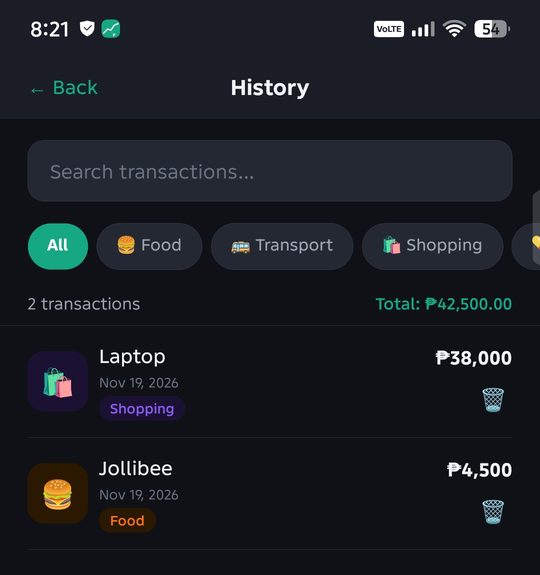 8:21 VoLTE 54
← Back History
Search transactions...
All 🍔 Food 🚌 Transport 🛍️ Shopping
2 transactions Total: ₱42,500.00
Laptop ₱38,000
Nov 19, 2026
Shopping
Jollibee ₱4,500
Nov 19, 2026
Food